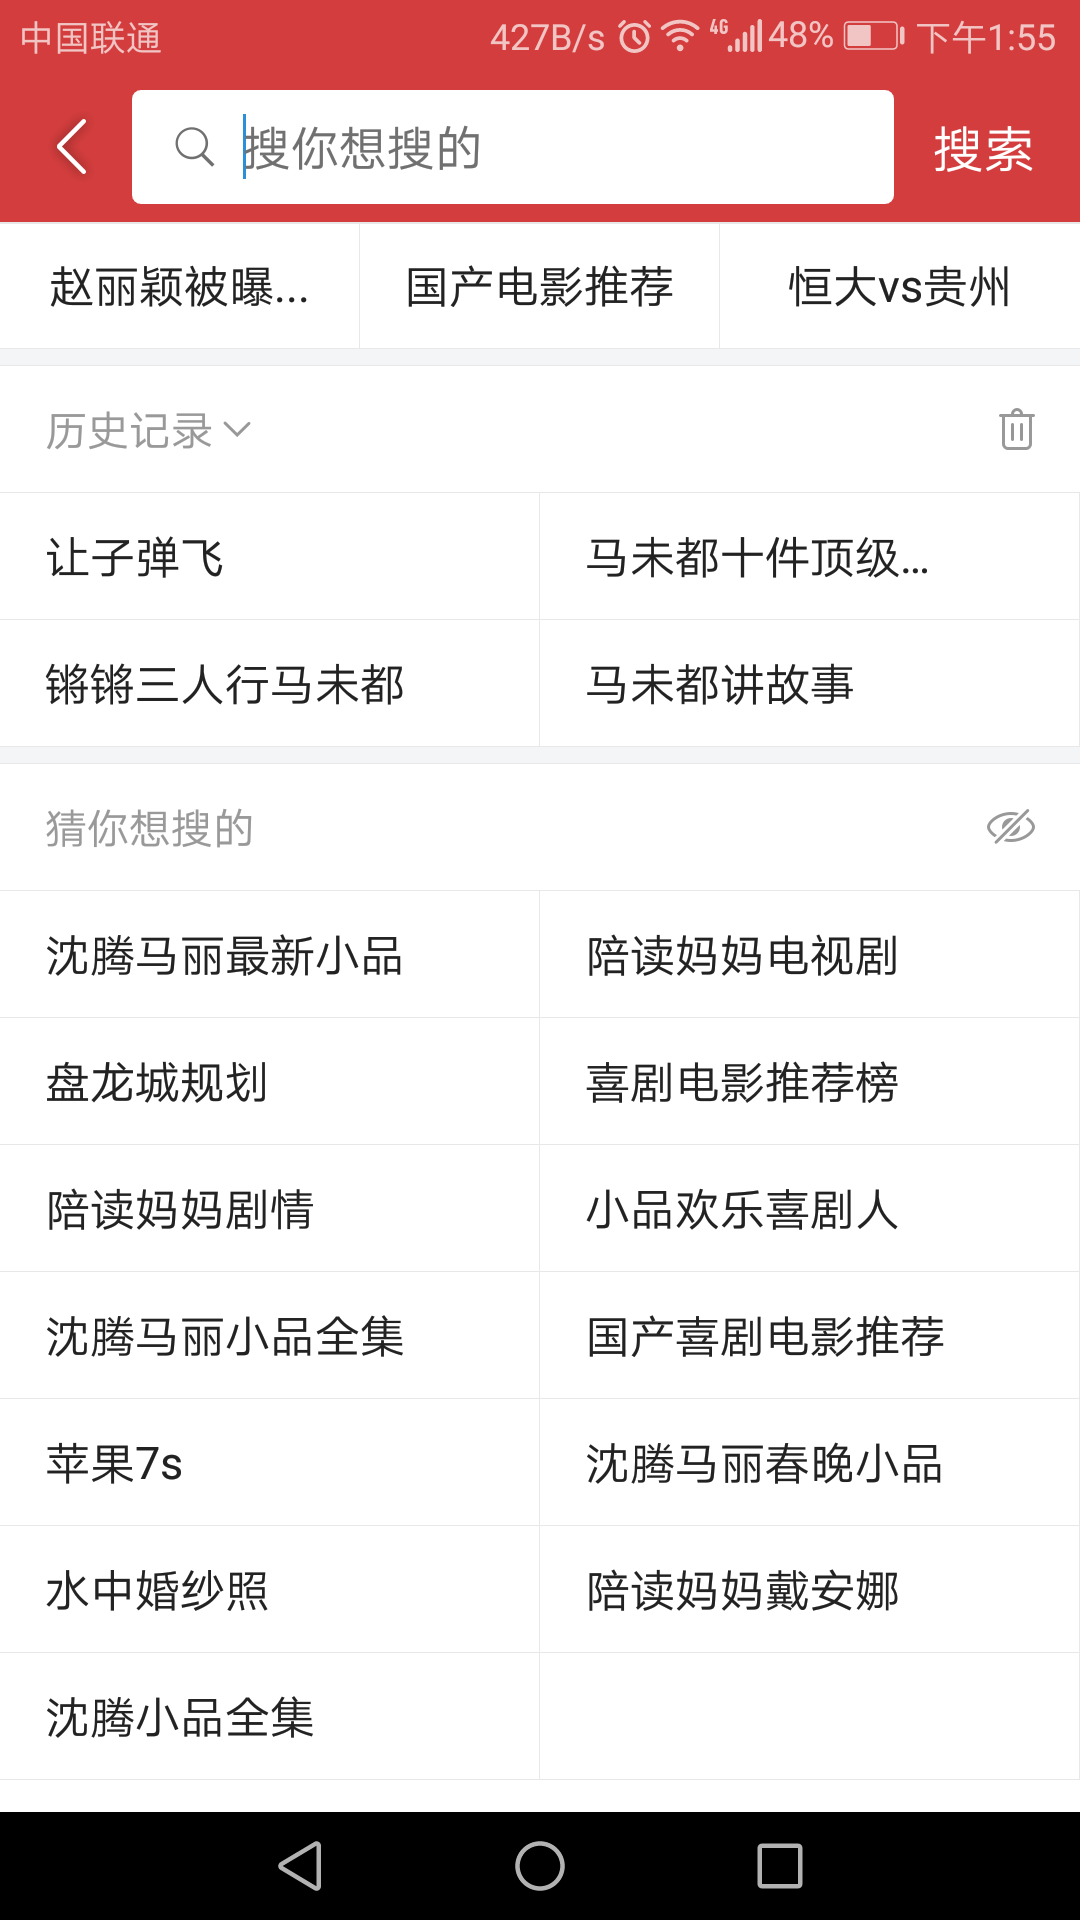 中国联通 427B/s 4G 48% 下午1:55
搜你想搜的 搜索
赵丽颖被曝... 国产电影推荐 恒大vs贵州
历史记录
让子弹飞 马未都十件顶级...
锵锵三人行马未都 马未都讲故事
猜你想搜的
沈腾马丽最新小品 陪读妈妈电视剧
盘龙城规划 喜剧电影推荐榜
陪读妈妈剧情 小品欢乐喜剧人
沈腾马丽小品全集 国产喜剧电影推荐
苹果7s 沈腾马丽春晚小品
水中婚纱照 陪读妈妈戴安娜
沈腾小品全集